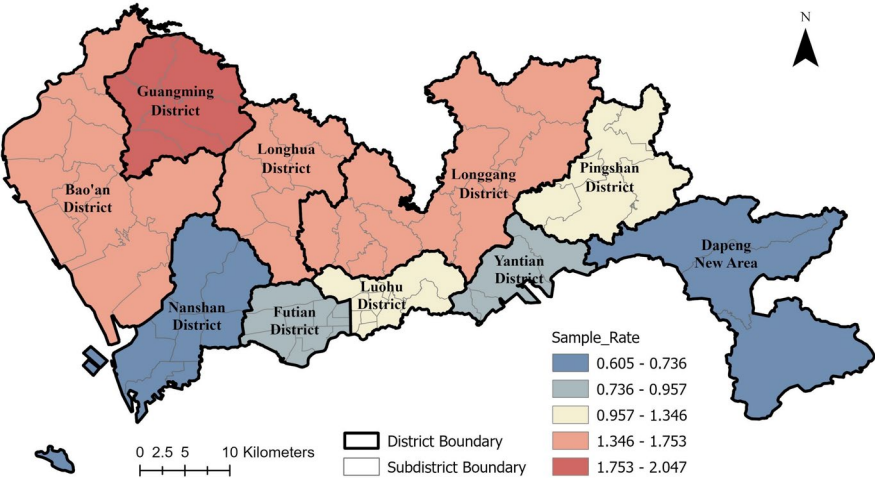 N
Guangming
District
Longhua
District
Bao'an
District
Longgang
District
Pingshan
District
Dapeng
New Area
Yantian
District
Luohu
District
Nanshan
District
Futian
District
Sample_Rate
0.605 - 0.736
0.736 - 0.957
0.957 - 1.346
1.346 - 1.753
1.753 - 2.047
District Boundary
Subdistrict Boundary
0 2.5 5 10 Kilometers